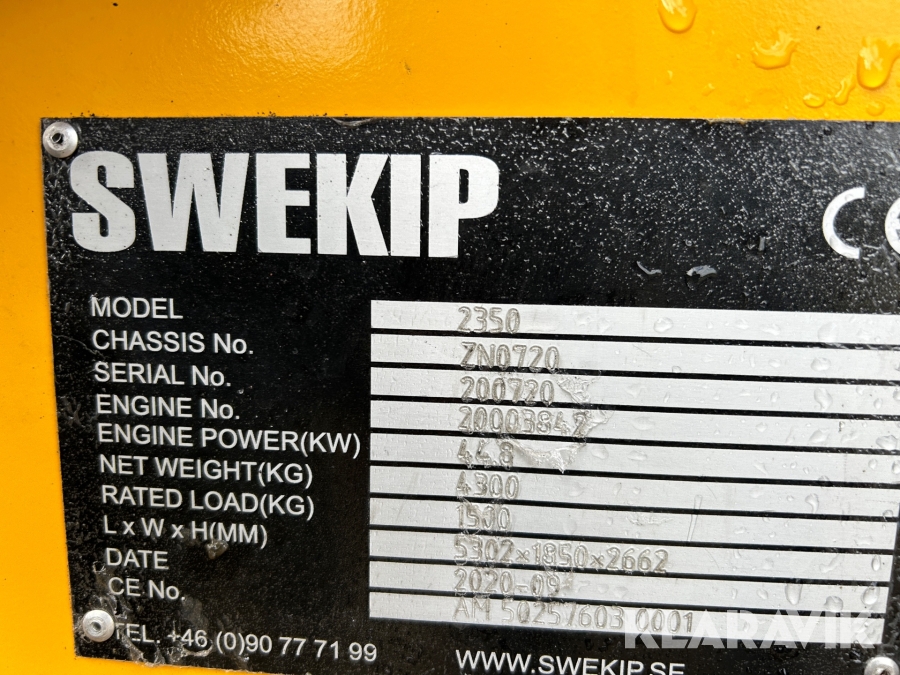 SWEKIP
CE
MODEL 2350
CHASSIS No. ZN0720
SERIAL No. 200720
ENGINE No. 20003842
ENGINE POWER(KW) 44.8
NET WEIGHT(KG) 4300
RATED LOAD(KG) 1500
L x W x H(MM) 5302×1850×2662
DATE 2020-09
CE No. AM 50257603 0001
TEL. +46 (0)90 77 71 99
WWW.SWEKIP.SE
KLARAVIK